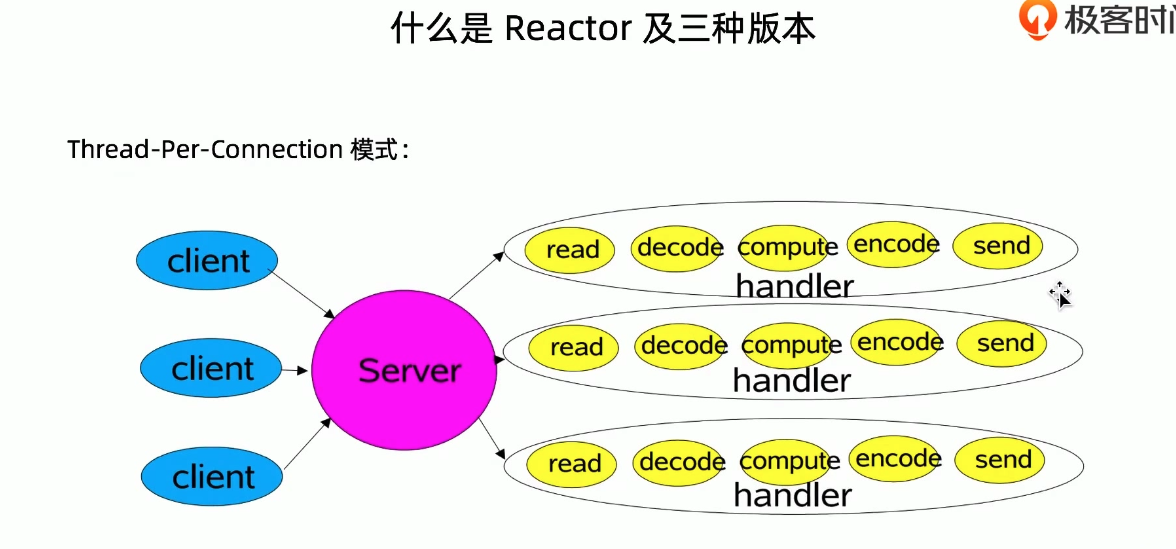 什么是 Reactor 及三种版本
极客时间
Thread-Per-Connection 模式：
client
client
client
Server
read decode compute encode send
handler
read decode compute encode send
handler
read decode compute encode send
handler